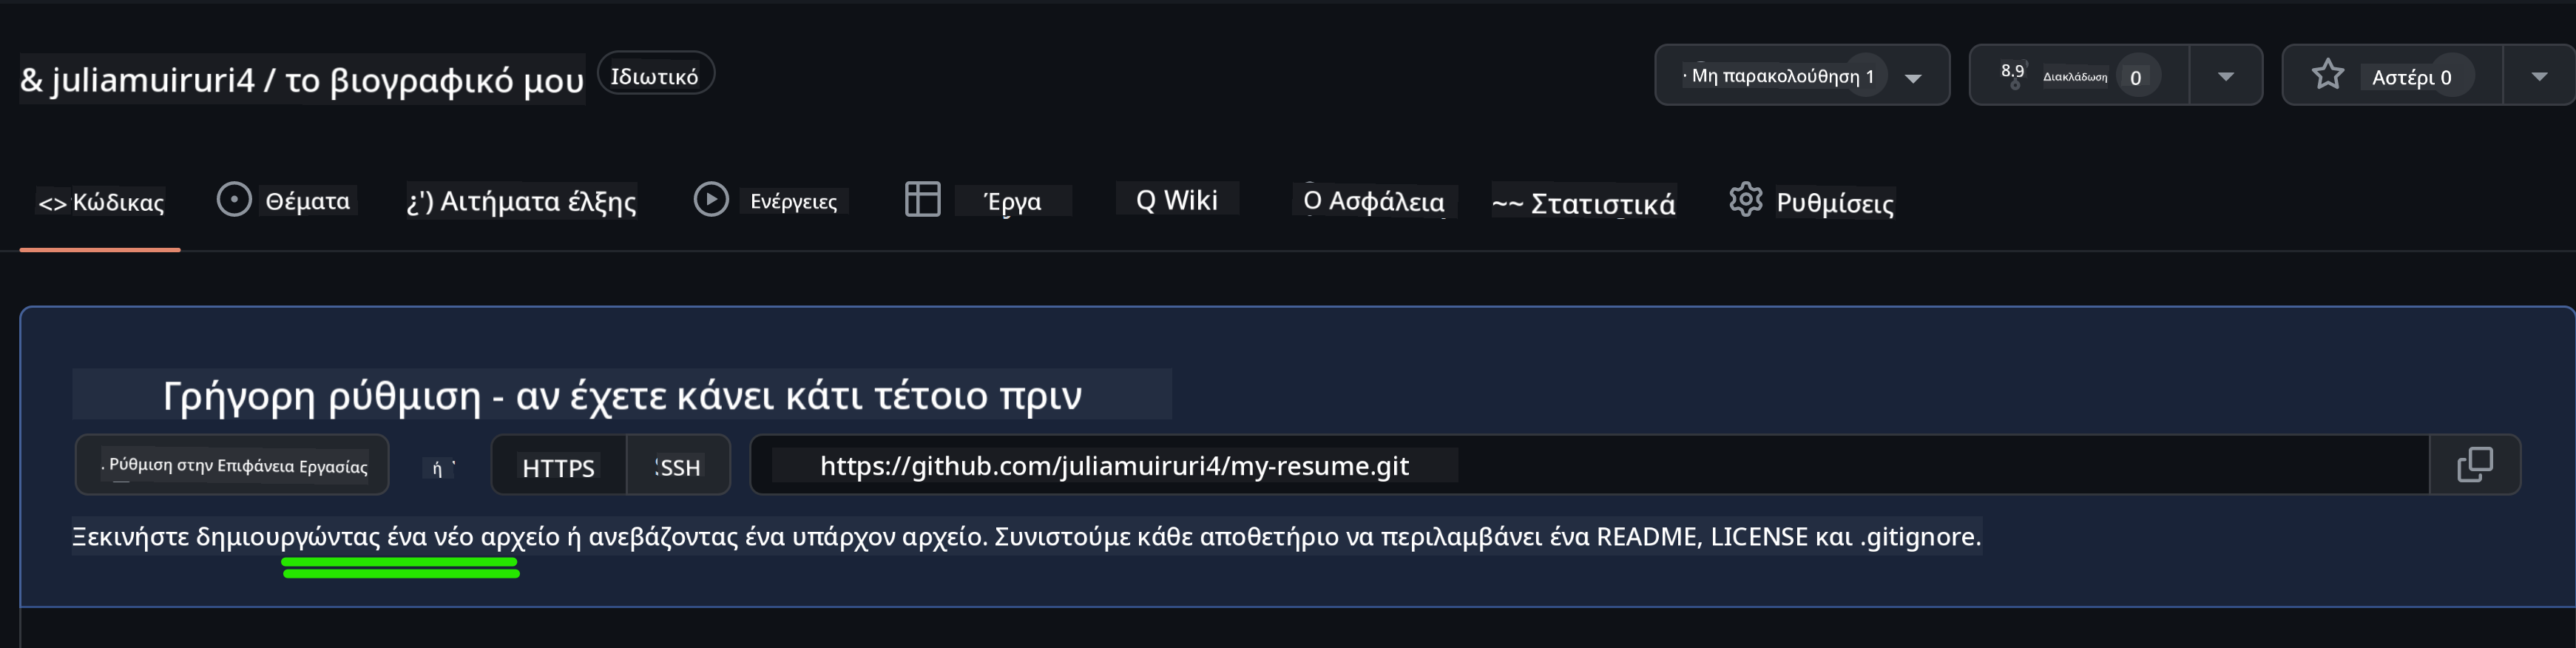 & juliamuiruri4 / το βιογραφικό μου Ιδιωτικό
· Μη παρακολούθηση 1
8.9 Διακλάδωση 0
Αστέρι 0
<> Κώδικας Θέματα ¿') Αιτήματα έλξης Ενέργειες Έργα Q Wiki Ο Ασφάλεια ~~ Στατιστικά Ρυθμίσεις
Γρήγορη ρύθμιση - αν έχετε κάνει κάτι τέτοιο πριν
. Ρύθμιση στην Επιφάνεια Εργασίας ή HTTPS SSH https://github.com/juliamuiruri4/my-resume.git
Ξεκινήστε δημιουργώντας ένα νέο αρχείο ή ανεβάζοντας ένα υπάρχον αρχείο. Συνιστούμε κάθε αποθετήριο να περιλαμβάνει ένα README, LICENSE και .gitignore.